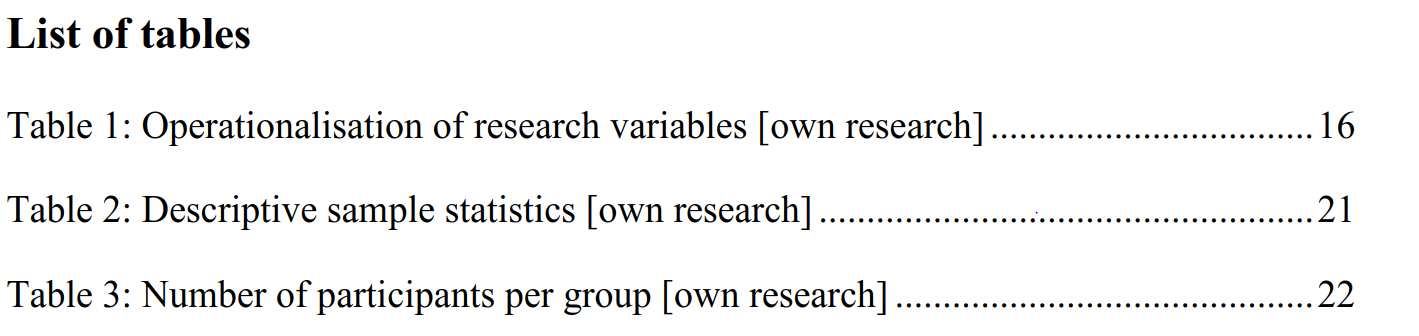 List of tables
Table 1: Operationalisation of research variables [own research].................................. 16
Table 2: Descriptive sample statistics [own research]....................................................21
Table 3: Number of participants per group [own research]............................................22